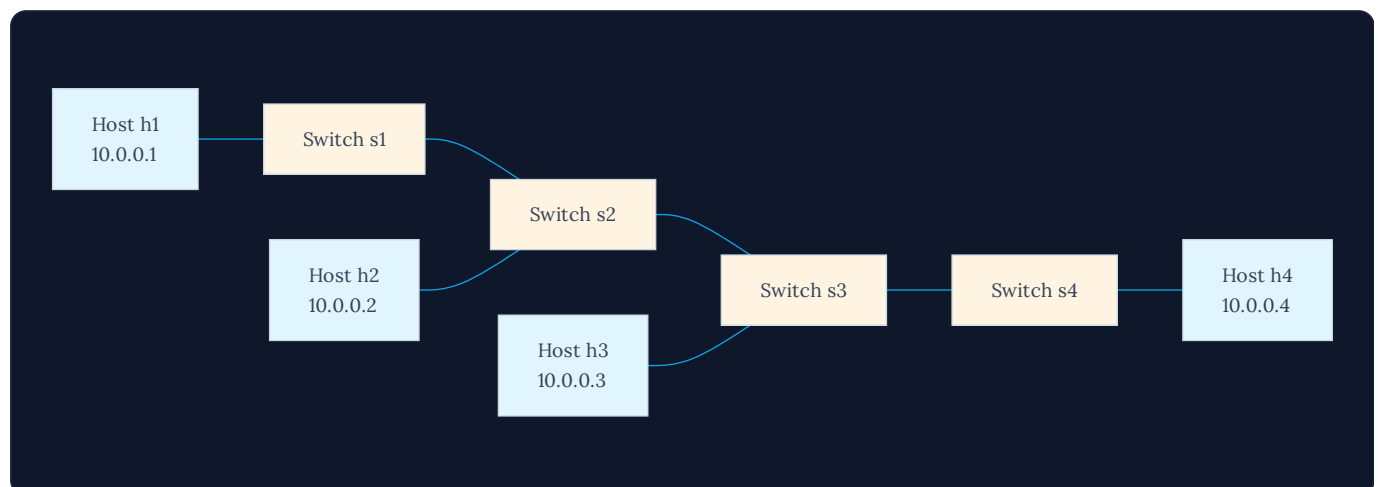 Host h1
10.0.0.1
Switch s1
Switch s2
Host h2
10.0.0.2
Switch s3
Switch s4
Host h4
10.0.0.4
Host h3
10.0.0.3